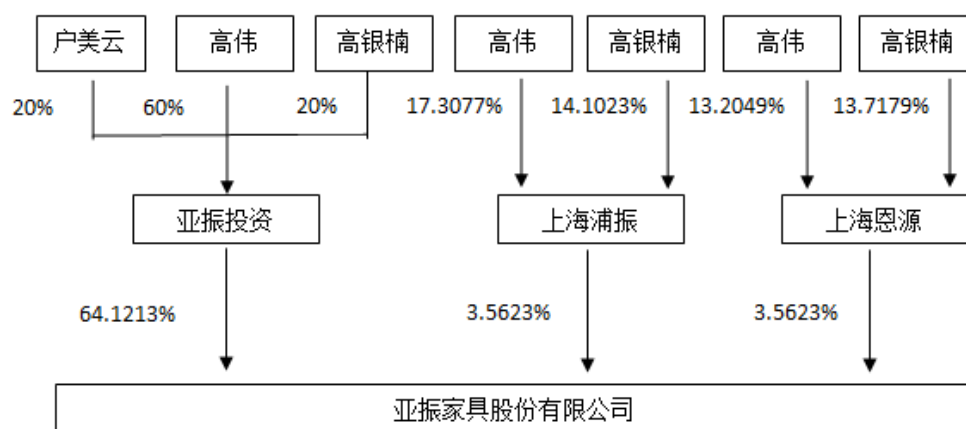 户美云 高伟 高银楠 高伟 高银楠 高伟 高银楠
20% 60% 20% 17.3077% 14.1023% 13.2049% 13.7179%
亚振投资 上海浦振 上海恩源
64.1213% 3.5623% 3.5623%
亚振家具股份有限公司